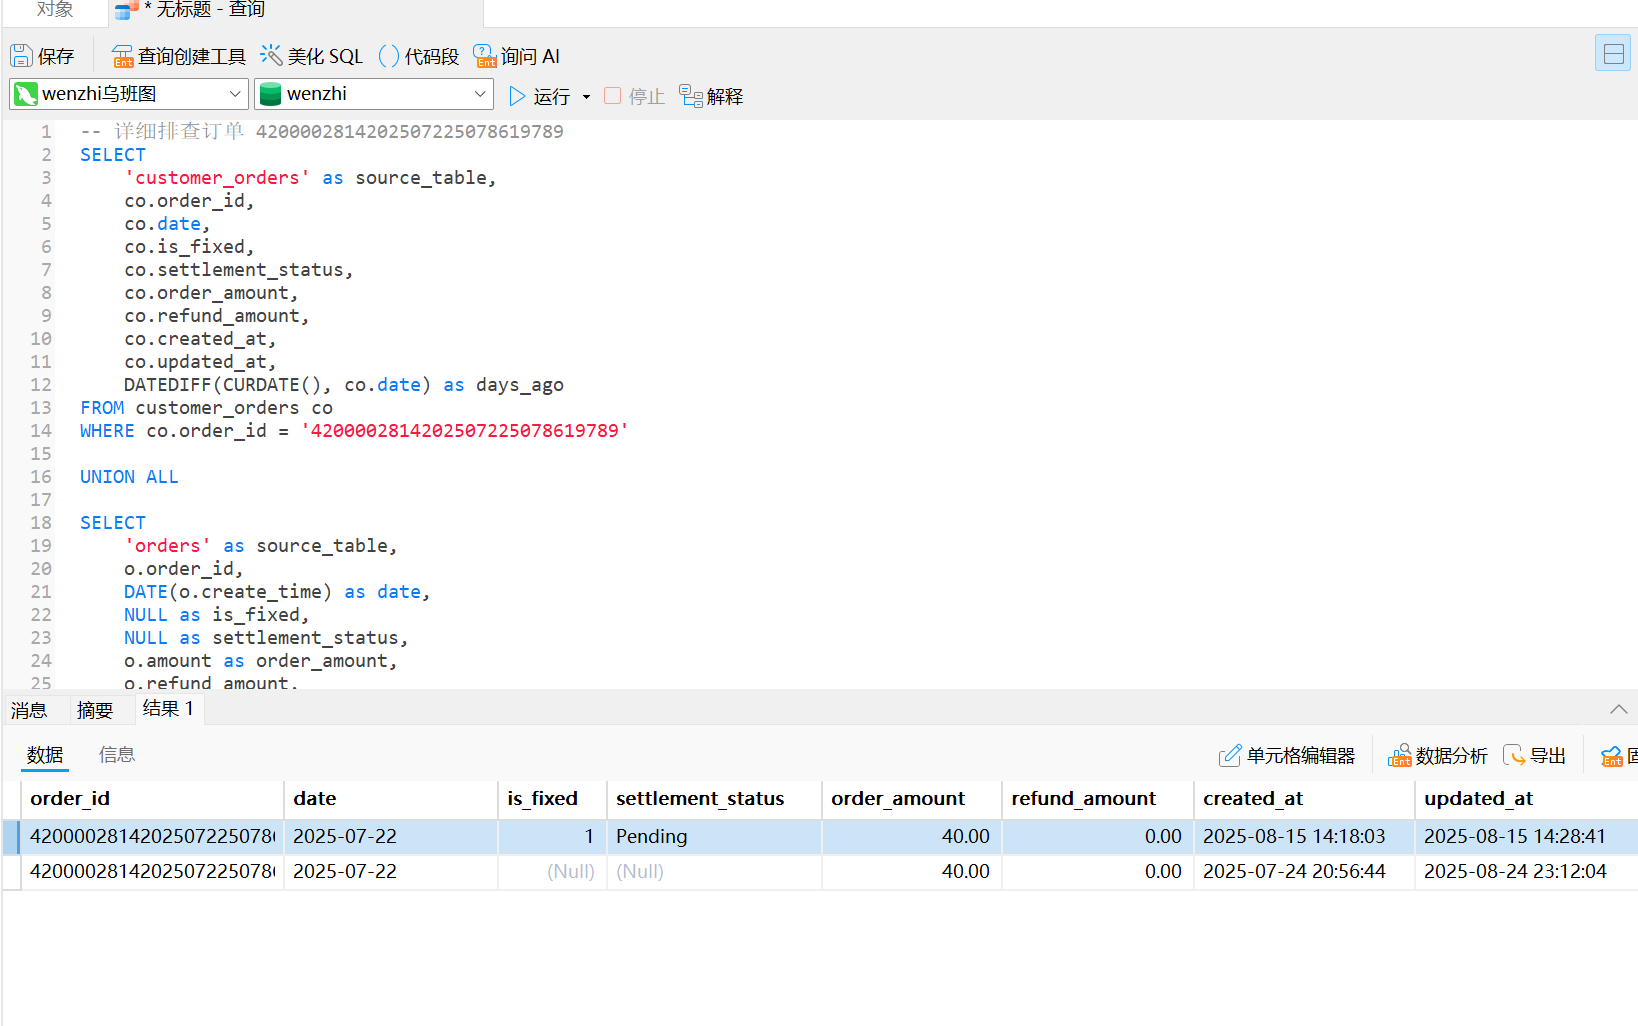 对象
* 无标题 - 查询
保存
查询创建工具
美化 SQL
() 代码段
询问 AI
wenzhi乌班图
wenzhi
运行
停止
解释
1 -- 详细排查订单 4200002814202507225078619789
2 SELECT
3 'customer_orders' as source_table,
4 co.order_id,
5 co.date,
6 co.is_fixed,
7 co.settlement_status,
8 co.order_amount,
9 co.refund_amount,
10 co.created_at,
11 co.updated_at,
12 DATEDIFF(CURDATE(), co.date) as days_ago
13 FROM customer_orders co
14 WHERE co.order_id = '4200002814202507225078619789'
15
16 UNION ALL
17
18 SELECT
19 'orders' as source_table,
20 o.order_id,
21 DATE(o.create_time) as date,
22 NULL as is_fixed,
23 NULL as settlement_status,
24 o.amount as order_amount,
25 o.refund_amount,
消息 摘要 结果 1
数据 信息
单元格编辑器
数据分析
导出
order_id date is_fixed settlement_status order_amount refund_amount created_at updated_at
4200002814202507225078 2025-07-22 1 Pending 40.00 0.00 2025-08-15 14:18:03 2025-08-15 14:28:41
4200002814202507225078 2025-07-22 (Null) (Null) 40.00 0.00 2025-07-24 20:56:44 2025-08-24 23:12:04